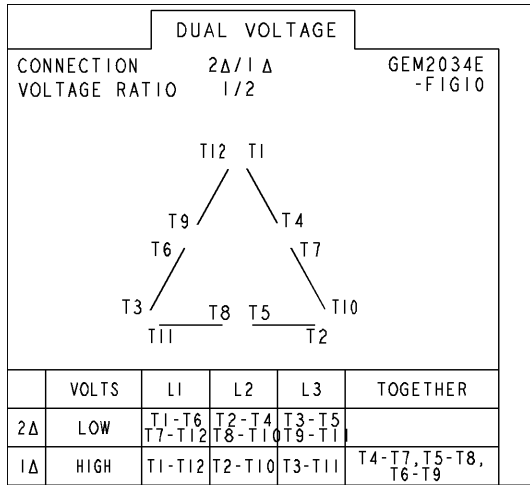 DUAL VOLTAGE
CONNECTION 2Δ/1Δ GEM2034E
VOLTAGE RATIO 1/2 -FIG10
T12 T1
T9 T4
T6 T7
T3 T8 T5 T10
T11 T2
VOLTS L1 L2 L3 TOGETHER
2Δ LOW T1-T6 T2-T4 T3-T5
T7-T12 T8-T10 T9-T11
1Δ HIGH T1-T12 T2-T10 T3-T11 T4-T7,T5-T8,
T6-T9